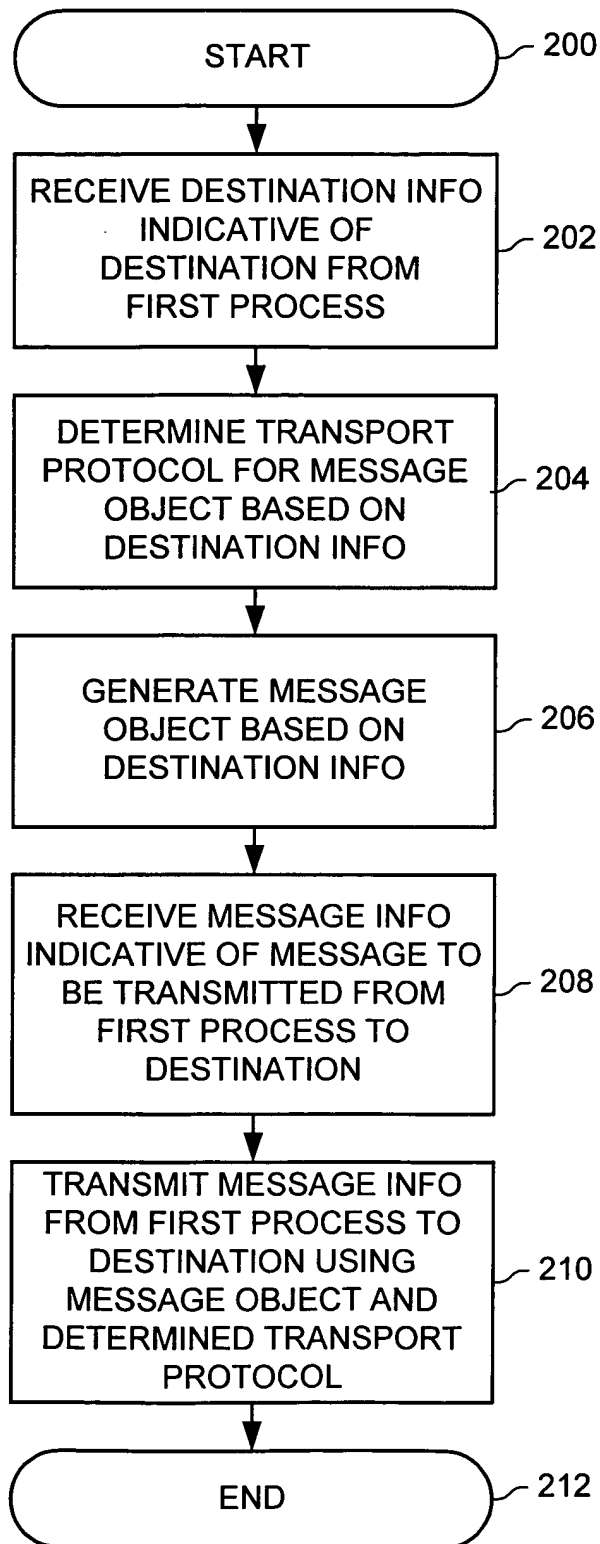 START
200
RECEIVE DESTINATION INFO
INDICATIVE OF
DESTINATION FROM
FIRST PROCESS
202
DETERMINE TRANSPORT
PROTOCOL FOR MESSAGE
OBJECT BASED ON
DESTINATION INFO
204
GENERATE MESSAGE
OBJECT BASED ON
DESTINATION INFO
206
RECEIVE MESSAGE INFO
INDICATIVE OF MESSAGE TO
BE TRANSMITTED FROM
FIRST PROCESS TO
DESTINATION
208
TRANSMIT MESSAGE INFO
FROM FIRST PROCESS TO
DESTINATION USING
MESSAGE OBJECT AND
DETERMINED TRANSPORT
PROTOCOL
210
END
212